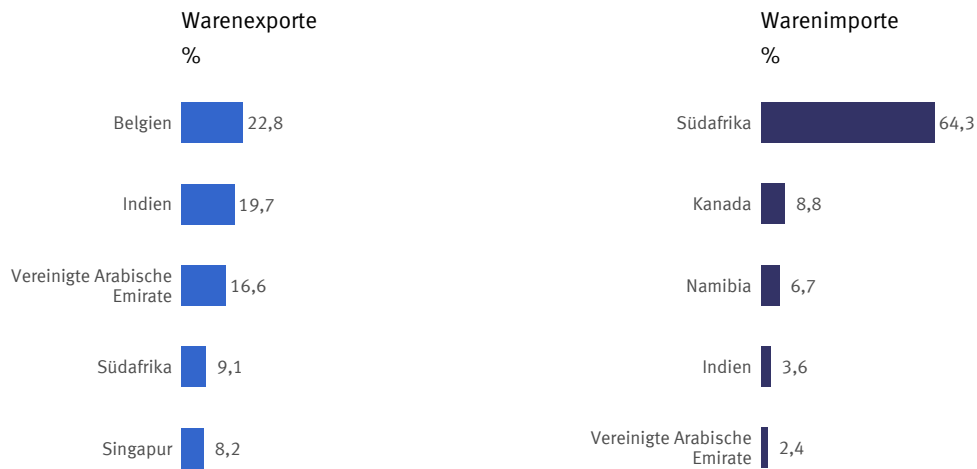 Warenexporte
%
Belgien 22,8
Indien 19,7
Vereinigte Arabische
Emirate 16,6
Südafrika 9,1
Singapur 8,2
Warenimporte
%
Südafrika 64,3
Kanada 8,8
Namibia 6,7
Indien 3,6
Vereinigte Arabische
Emirate 2,4